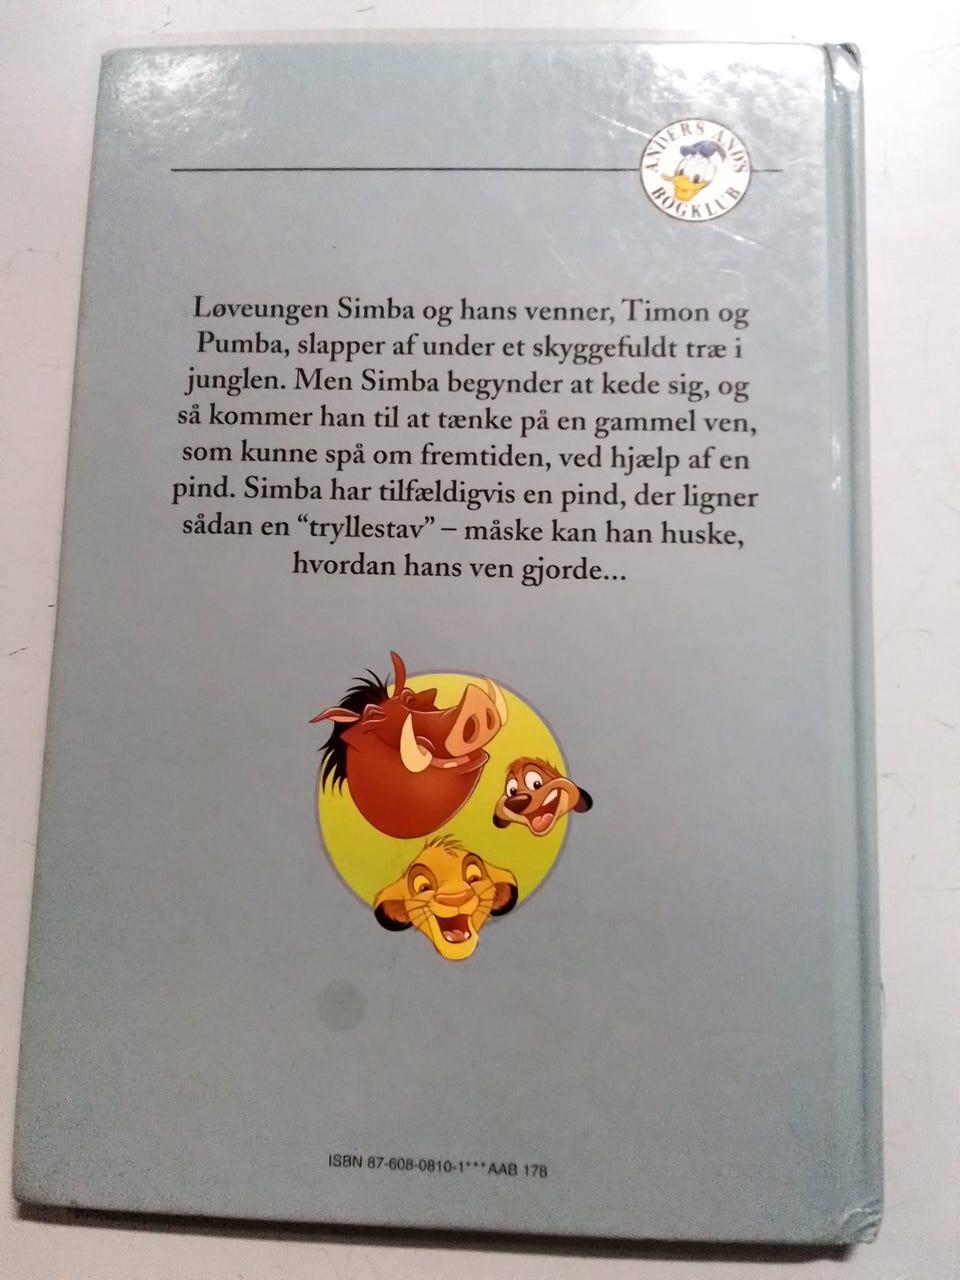 ANDERS AND'S
BOGKLUB
Løveungen Simba og hans venner, Timon og
Pumba, slapper af under et skyggefuldt træ i
junglen. Men Simba begynder at kede sig, og
så kommer han til at tænke på en gammel ven,
som kunne spå om fremtiden, ved hjælp af en
pind. Simba har tilfældigvis en pind, der ligner
sådan en “tryllestav” – måske kan han huske,
hvordan hans ven gjorde...
ISBN 87-608-0810-1***AAB 178